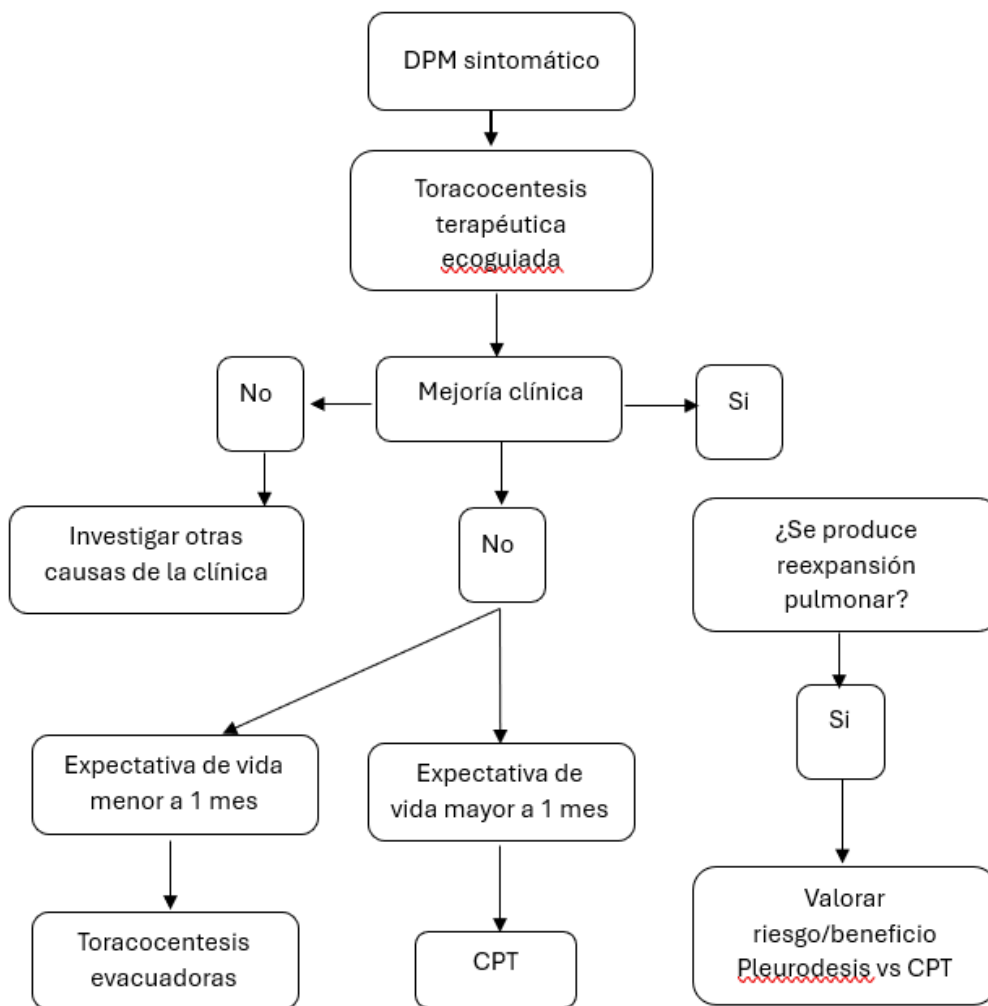 DPM sintomático
Toracocentesis
terapéutica
ecoguiada
No
Mejoría clínica
Si
Investigar otras
causas de la clínica
No
¿Se produce
reexpansión
pulmonar?
Si
Expectativa de vida
menor a 1 mes
Expectativa de
vida mayor a 1 mes
Toracocentesis
evacuadoras
CPT
Valorar
riesgo/beneficio
Pleurodesis vs CPT